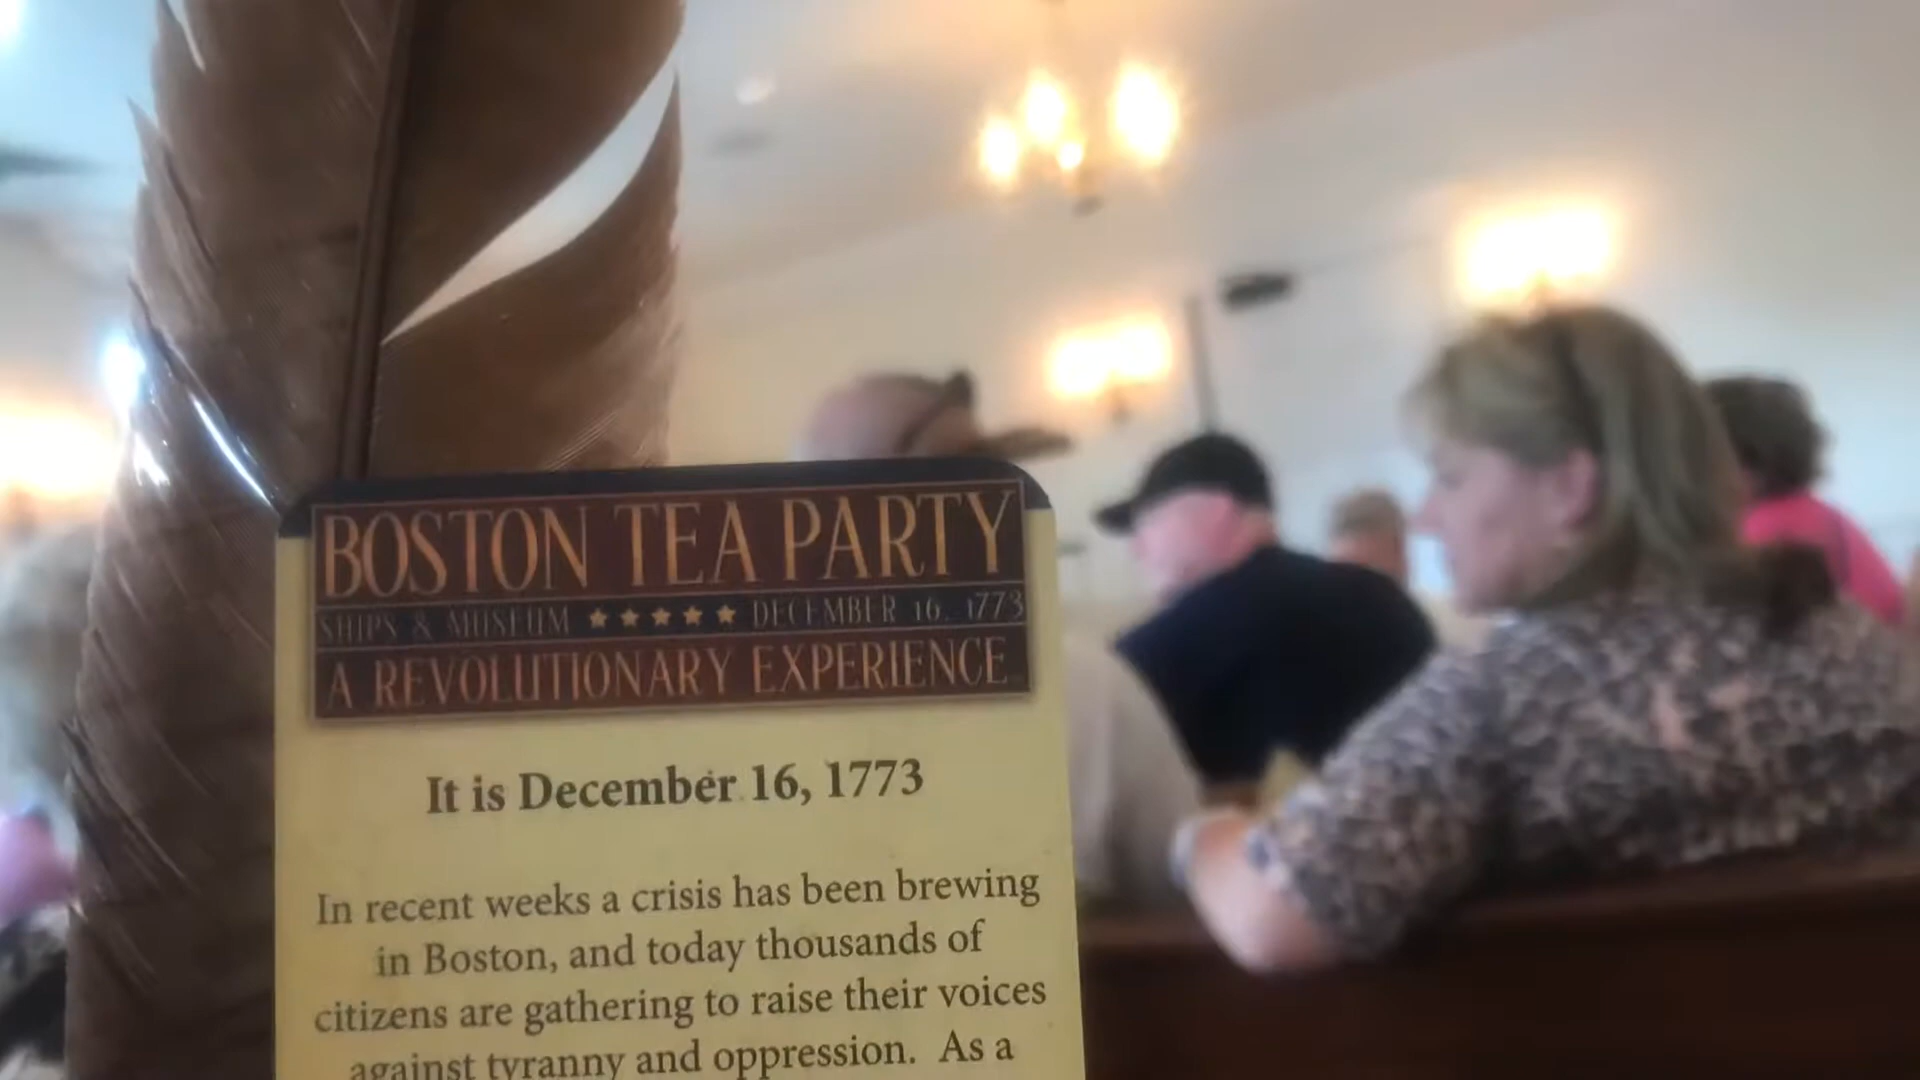 BOSTON TEA PARTY
SHIPS & MUSEUM ★★★★★ DECEMBER 16, 1773
A REVOLUTIONARY EXPERIENCE
It is December 16, 1773
In recent weeks a crisis has been brewing
in Boston, and today thousands of
citizens are gathering to raise their voices
against tyranny and oppression. As a